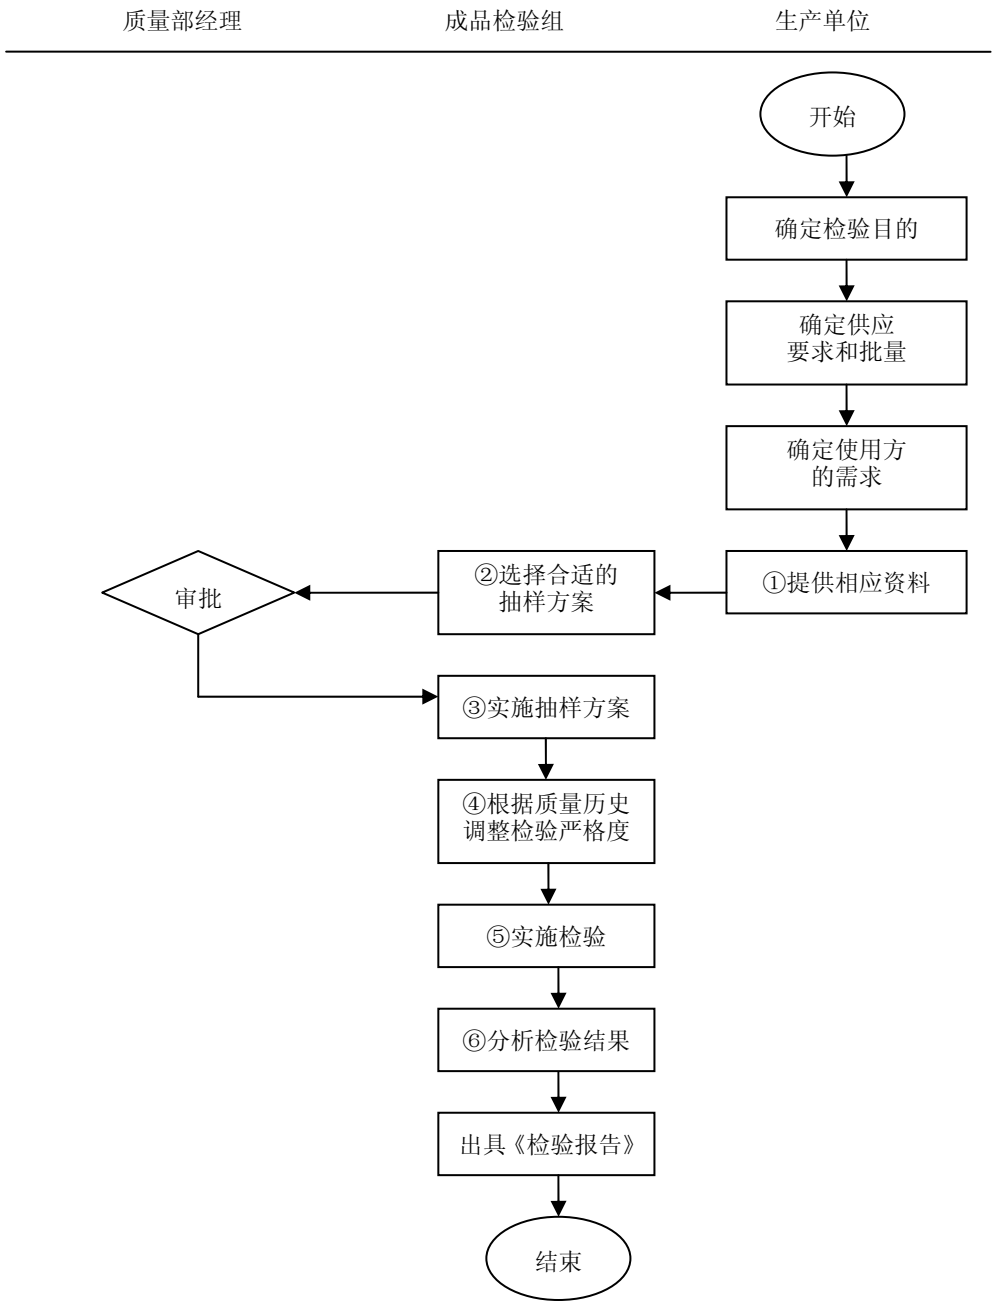 质量部经理
成品检验组
生产单位
开始
确定检验目的
确定供应
要求和批量
确定使用方
的需求
①提供相应资料
②选择合适的
抽样方案
审批
③实施抽样方案
④根据质量历史
调整检验严格度
⑤实施检验
⑥分析检验结果
出具《检验报告》
结束